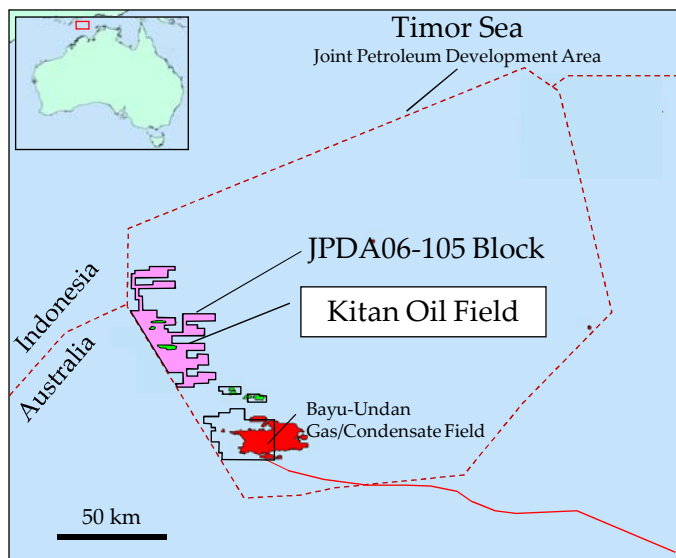 Timor Sea
Joint Petroleum Development Area
JPDA06-105 Block
Indonesia
Kitan Oil Field
Australia
Bayu-Undan
Gas/Condensate Field
50 km